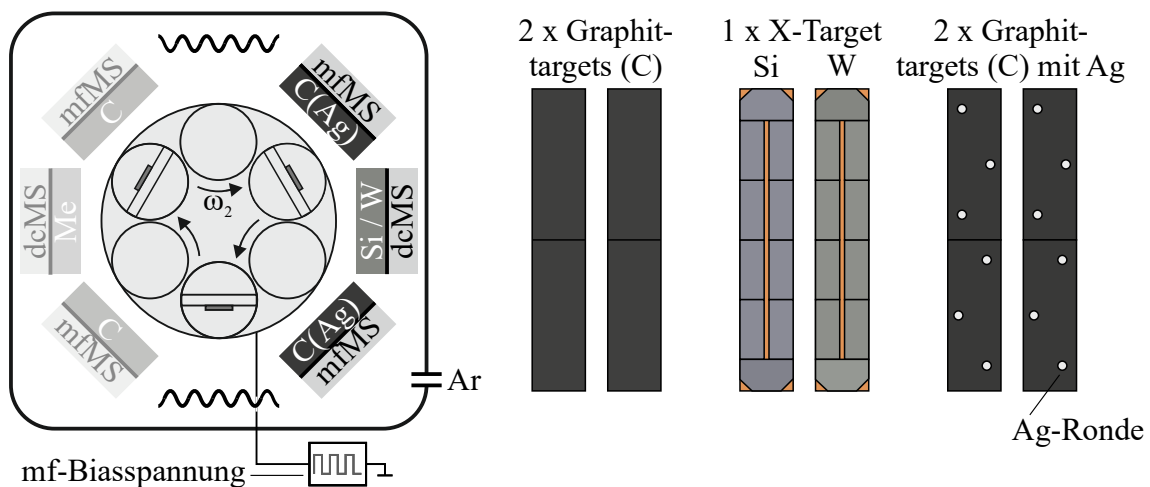 mfMS
C
mfMS
C(Ag)
dcMS
Me
ω2
Si / W
dcMS
C
mfMS
C(Ag)
mfMS
Ar
mf-Biasspannung
2 x Graphit-
targets (C)
1 x X-Target
Si
W
2 x Graphit-
targets (C) mit Ag
Ag-Ronde